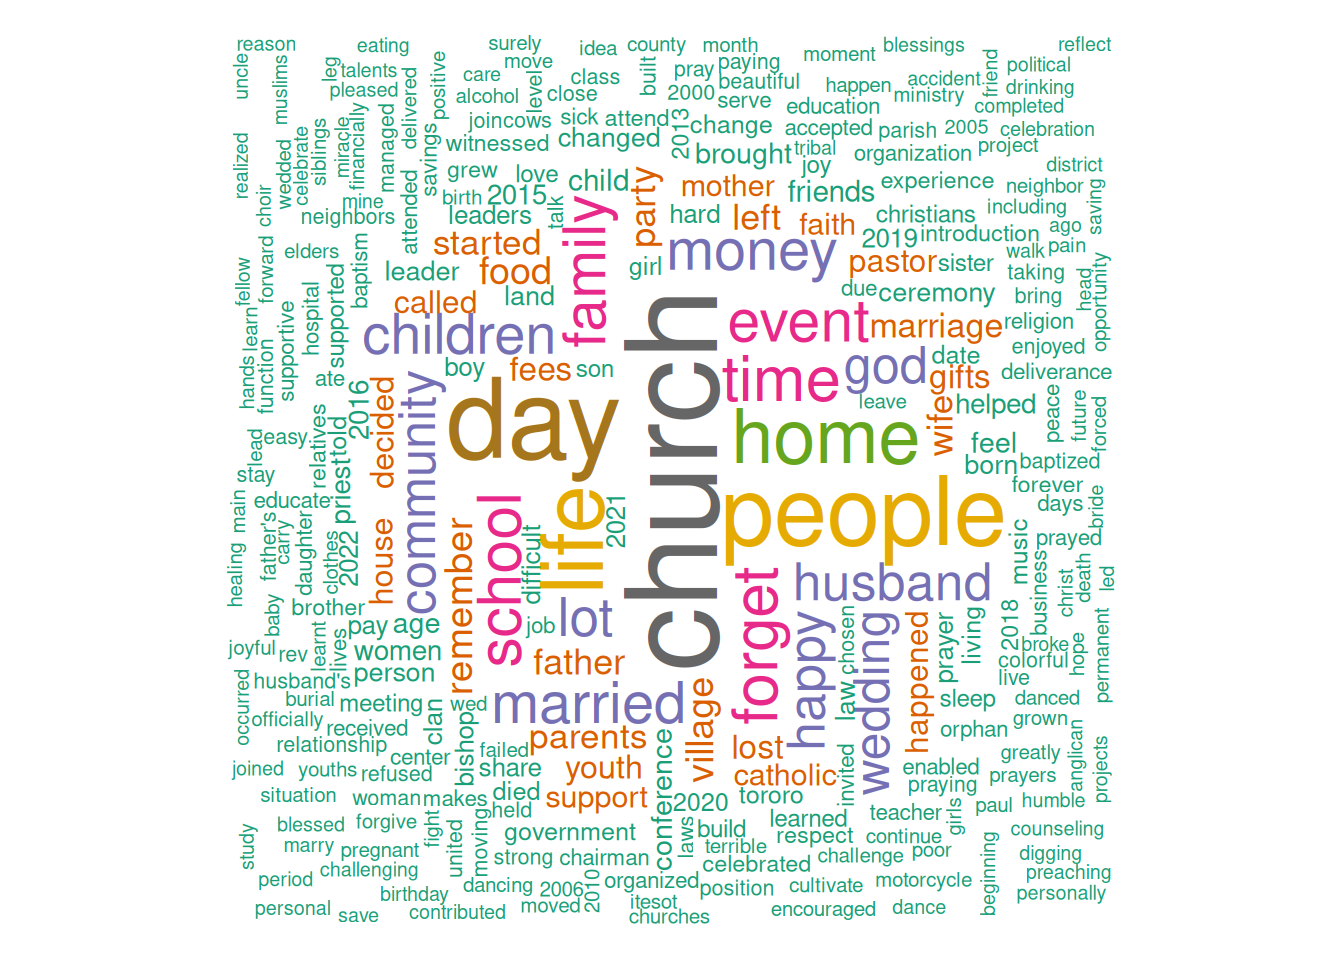 reason
eating
surely
idea
county
month
moment
blessings
reflect
uncle
muslims
leg
talents
pleased
care
move
class
built
pray
paying
beautiful
happen
accident
friend
political
drinking
alcohol
level
close
2000
serve
education
ministry
completed
positive
delivered
managed
financially
miracle
siblings
celebrate
wedded
realized
joincows
sick
attend
2013
change
accepted
parish
2005
celebration
witnessed
changed
brought
tribal
joy
organization
project
district
savings
grew
love
child
party
mother
friends
experience
neighbor
saving
mine
birth
2015
family
choir
neighbors
attended
leaders
talk
hard
left
faith
christians
including
ago
started
money
2019
introduction
walk
pain
elders
baptism
leader
food
girl
pastor
sister
taking
head
opportunity
fellow
forward
hospital
supported
called
land
due
ceremony
bring
hands
learn
function
supportive
children
church
event
marriage
religion
enjoyed
ate
boy
fees
son
time
god
date
gifts
deliverance
2016
decided
community
day
home
leave
wife
helped
peace
future
forced
lead
easy
relatives
told
feel
stay
priest
born
baptized
educate
forever
main
father's
carry
daughter
clothes
2022
house
remember
school
life
2021
people
days
bride
healing
difficult
music
prayed
forget
husband
business
christ
death
led
baby
brother
job
lot
happy
law
chosen
wedding
happened
prayer
living
2018
broke
hope
permanent
joyful
rev
learnt
lives
pay
age
women
father
colorful
live
husband's
person
occurred
burial
meeting
clan
wed
married
village
sleep
danced
officially
received
parents
lost
orphan
grown
relationship
center
bishop
failed
conference
invited
greatly
anglican
projects
joined
youths
refused
share
youth
catholic
enabled
praying
prayers
situation
woman
makes
died
held
support
2020
tororo
teacher
girls
paul
humble
study
blessed
forgive
fight
united
moving
government
laws
build
learned
respect
continue
counseling
marry
pregnant
strong
chairman
terrible
celebrated
challenge
poor
digging
period
challenging
dancing
2006
2010
organized
position
cultivate
motorcycle
beginning
preaching
personally
birthday
itesot
personal
save
contributed
moved
churches
encouraged
dance